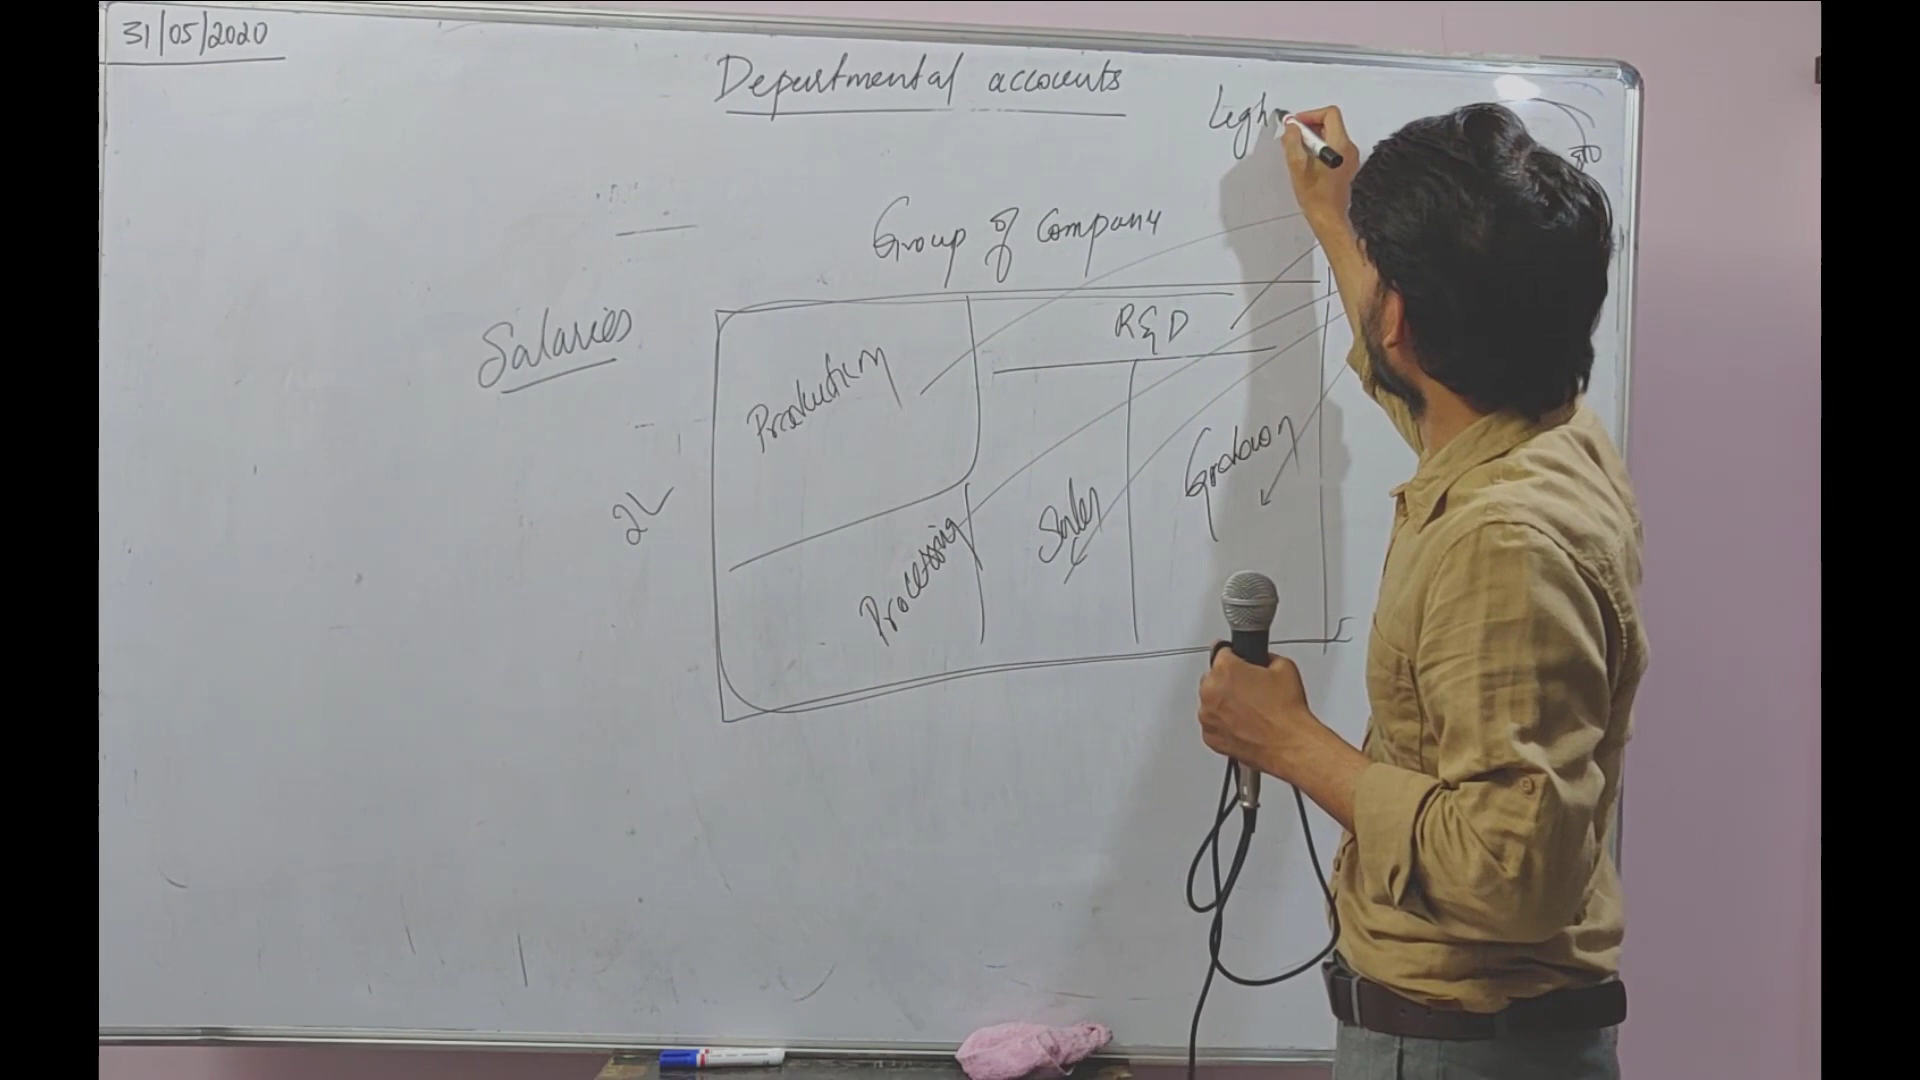 31/05/2020
Departmental accounts
Ligh
Group of Company
Salaries
R&D
Production
2L
Processing
Sales
Godown